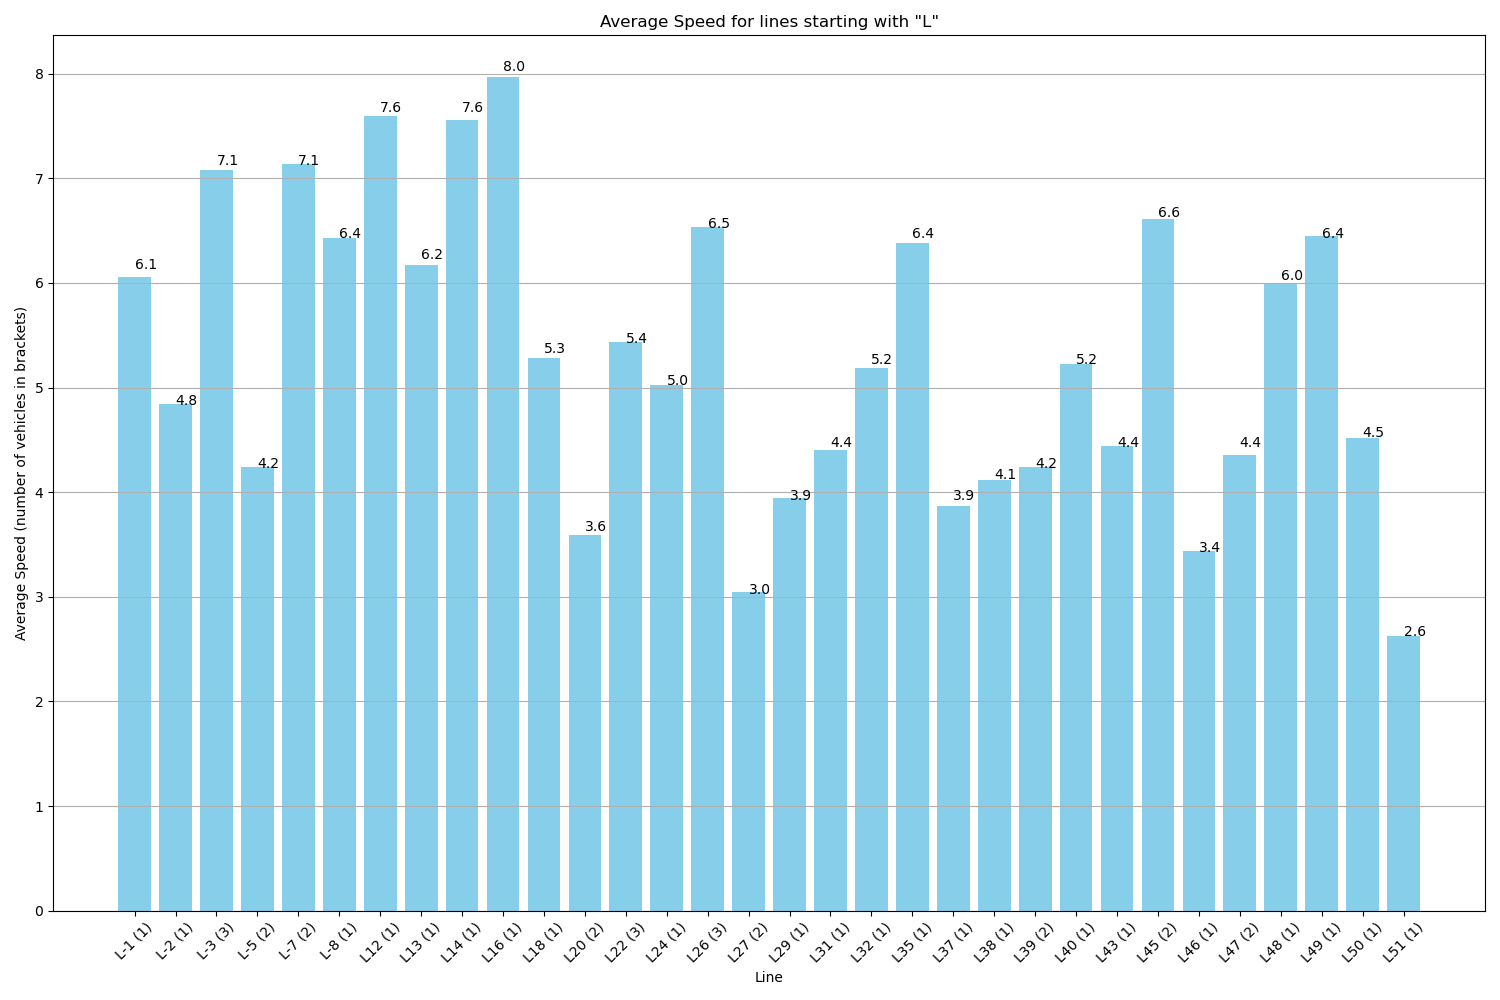 Average Speed for lines starting with "L"
Average Speed (number of vehicles in brackets)
8
7
6
5
4
3
2
1
0
6.1
4.8
7.1
4.2
7.1
6.4
7.6
6.2
7.6
8.0
5.3
3.6
5.4
5.0
6.5
3.0
3.9
4.4
5.2
6.4
3.9
4.1
4.2
5.2
4.4
6.6
3.4
4.4
6.0
6.4
4.5
2.6
L-1 (1)
L-2 (1)
L-3 (3)
L-5 (2)
L-7 (2)
L-8 (1)
L12 (1)
L13 (1)
L14 (1)
L16 (1)
L18 (1)
L20 (2)
L22 (3)
L24 (1)
L26 (3)
L27 (2)
L29 (1)
L31 (1)
L32 (1)
L35 (1)
L37 (1)
L38 (1)
L39 (2)
L40 (1)
L43 (1)
L45 (2)
L46 (1)
L47 (2)
L48 (1)
L49 (1)
L50 (1)
L51 (1)
Line